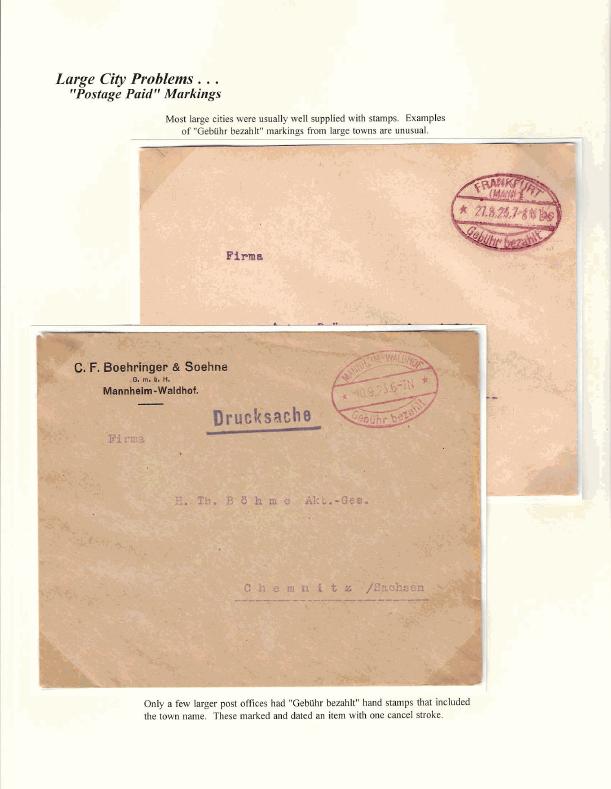 Large City Problems . . .
"Postage Paid" Markings
Most large cities were usually well supplied with stamps. Examples
of "Gebühr bezahlt" markings from large towns are unusual.
FRANKFURT
(MAIN)
* 27.8.23.7-8
Gebühr bezahlt
Firma
C. F. Boehringer & Soehne
G. m. b. H.
Mannheim-Waldhof.
MANNHEIM-WALDHOF
* 10.9.23.6-7N *
Gebühr bezahlt
Drucksache
Firma
H. Th. Böhme Akt.-Ges.
Chemnitz /Sachsen
Only a few larger post offices had "Gebühr bezahlt" hand stamps that included
the town name. These marked and dated an item with one cancel stroke.